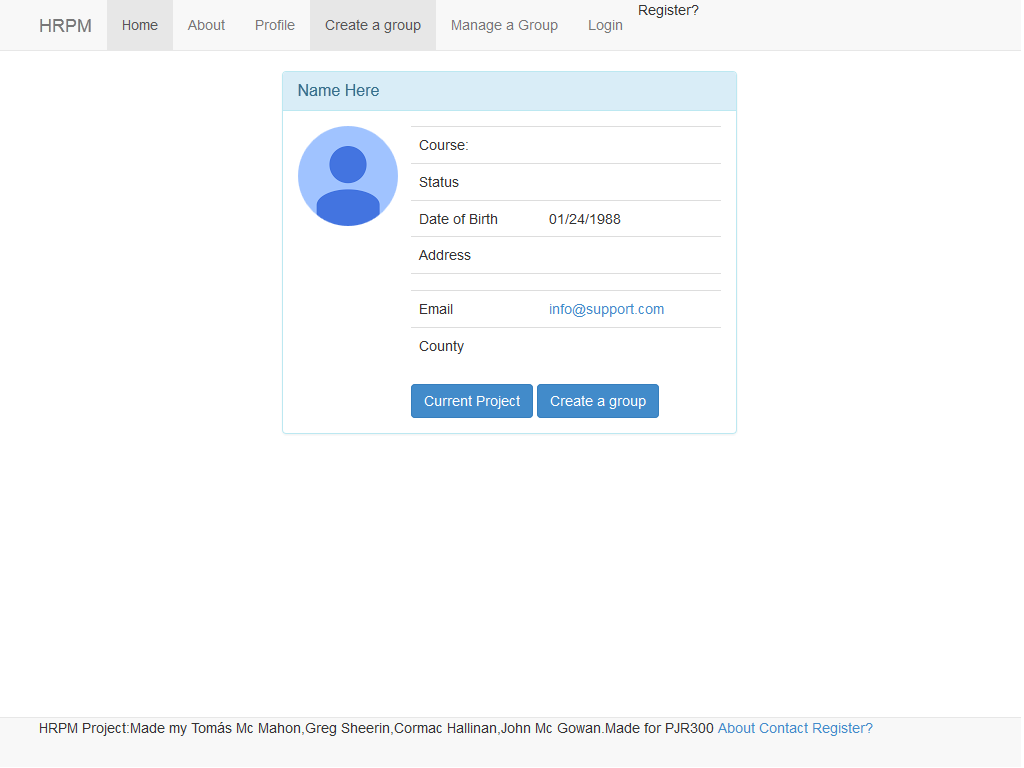 HRPM Home About Profile Create a group Manage a Group Login Register?
Name Here
Course:
Status
Date of Birth 01/24/1988
Address
Email info@support.com
County
Current Project Create a group
HRPM Project:Made my Tomás Mc Mahon,Greg Sheerin,Cormac Hallinan,John Mc Gowan.Made for PJR300 About Contact Register?